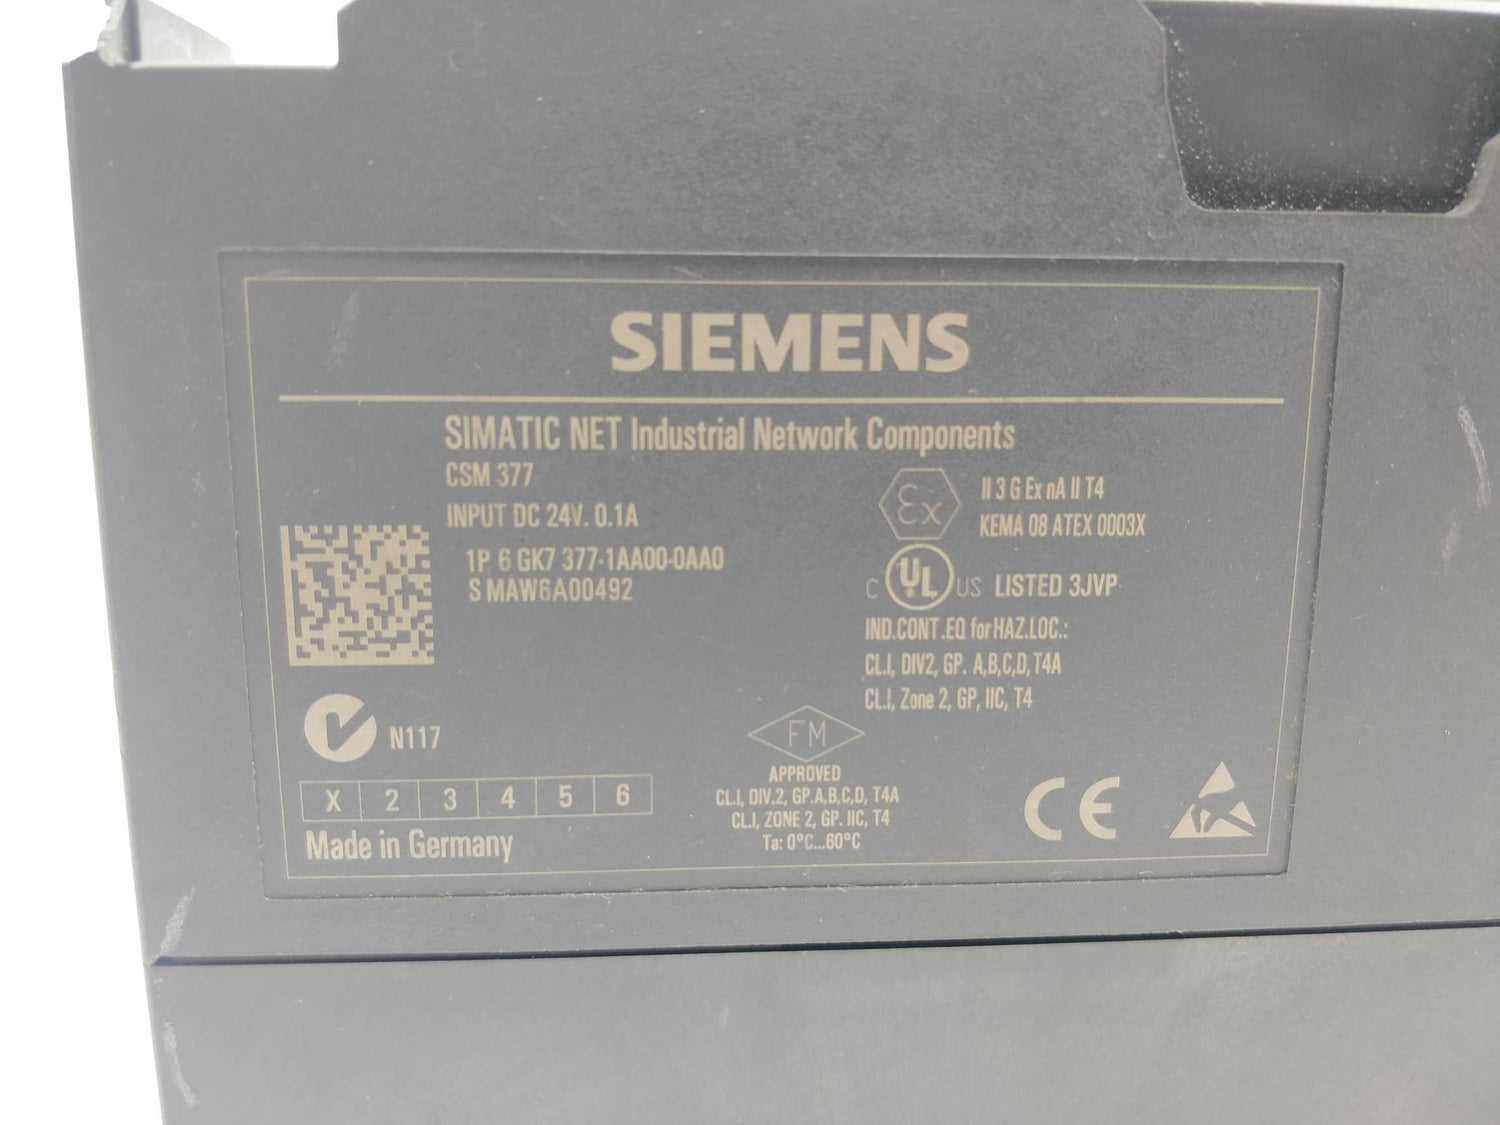 SIEMENS
SIMATIC NET Industrial Network Components
CSM 377
INPUT DC 24V. 0.1A
1P 6 GK7 377-1AA00-0AA0
S MAW6A00492
Ex
II 3 G Ex nA II T4
KEMA 08 ATEX 0003X
C UL US LISTED 3JVP
IND.CONT.EQ for HAZ.LOC.:
CL.I, DIV2, GP. A,B,C,D, T4A
CL.I, Zone 2, GP, IIC, T4
N117
X 2 3 4 5 6
Made in Germany
FM
APPROVED
CL.I, DIV.2, GP.A,B,C,D, T4A
CL.I, ZONE 2, GP. IIC, T4
Ta: 0°C...60°C
CE